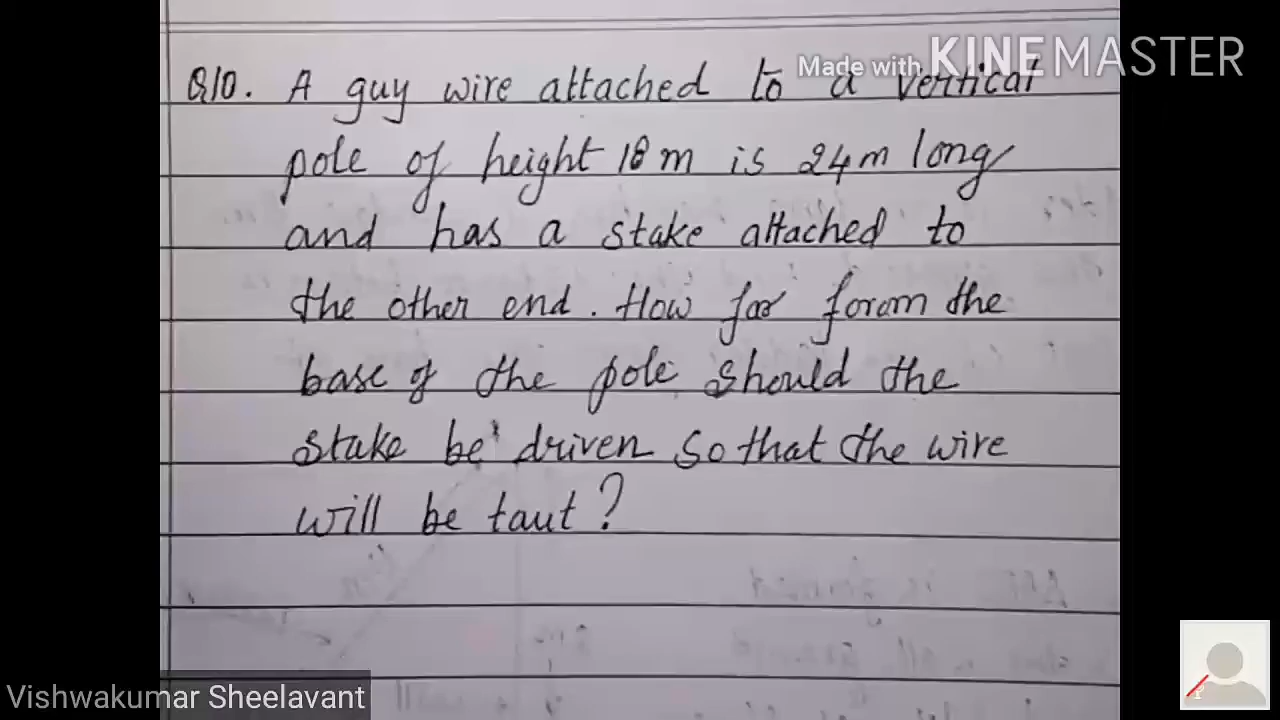 Made with KINEMASTER
Q10. A guy wire attached to a vertical
pole of height 18 m is 24 m long
and has a stake attached to
the other end. How far forom the
base of the pole should the
stake be driven so that the wire
will be taut?
Vishwakumar Sheelavant